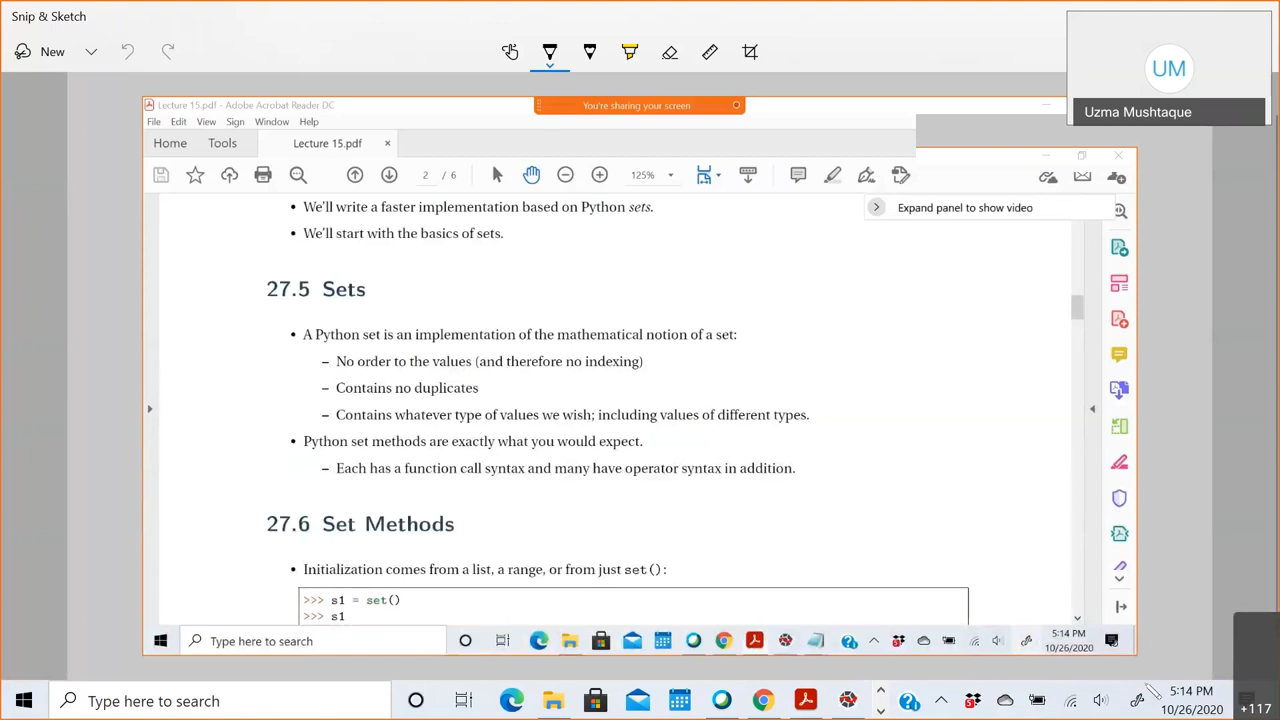 Snip & Sketch
New
UM
Uzma Mushtaque
Lecture 15.pdf - Adobe Acrobat Reader DC
You're sharing your screen
File Edit View Sign Window Help
Home Tools Lecture 15.pdf ×
2 / 6 125%
Expand panel to show video
• We'll write a faster implementation based on Python sets.
• We'll start with the basics of sets.
27.5 Sets
• A Python set is an implementation of the mathematical notion of a set:
– No order to the values (and therefore no indexing)
– Contains no duplicates
– Contains whatever type of values we wish; including values of different types.
• Python set methods are exactly what you would expect.
– Each has a function call syntax and many have operator syntax in addition.
27.6 Set Methods
• Initialization comes from a list, a range, or from just set():
>>> s1 = set()
>>> s1
Type here to search
5:14 PM
10/26/2020
Type here to search
5:14 PM
10/26/2020
+117